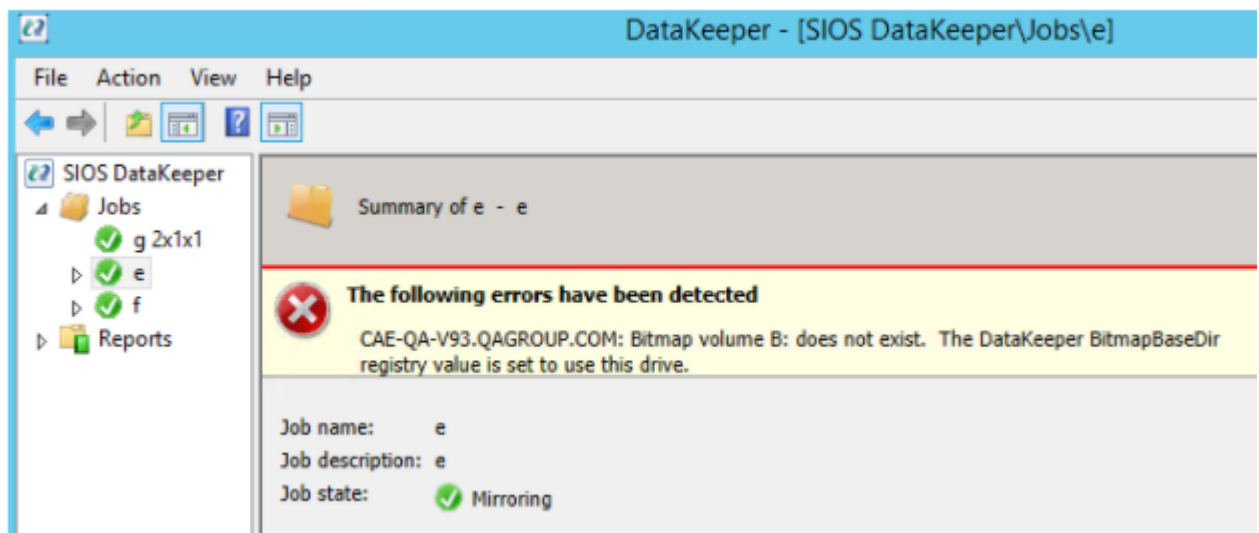 DataKeeper - [SIOS DataKeeper\Jobs\e]
File Action View Help
SIOS DataKeeper
Jobs
g 2x1x1
e
f
Reports
Summary of e - e
The following errors have been detected
CAE-QA-V93.QAGROUP.COM: Bitmap volume B: does not exist. The DataKeeper BitmapBaseDir
registry value is set to use this drive.
Job name: e
Job description: e
Job state: Mirroring